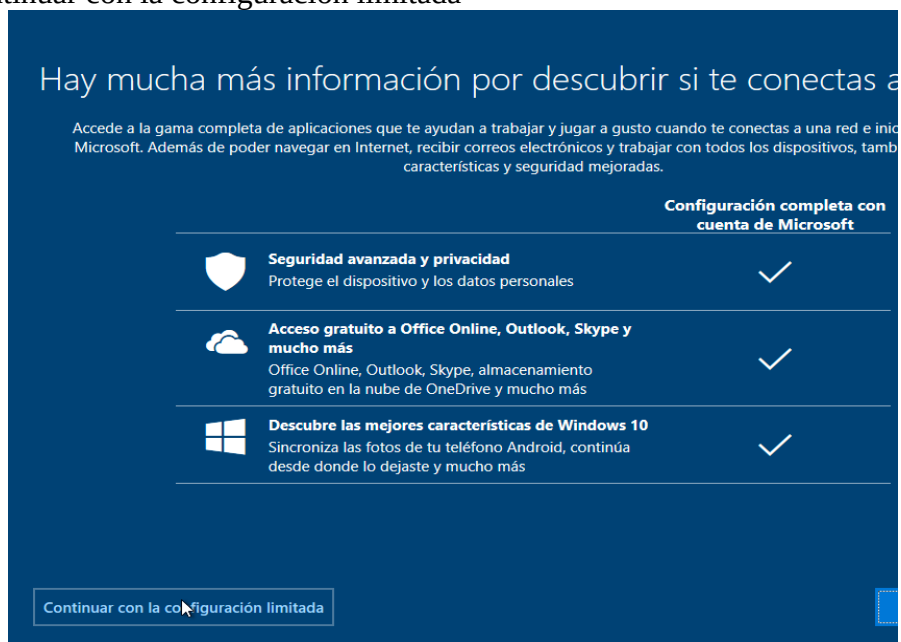 tinuar con la configuración limitada
Hay mucha más información por descubrir si te conectas a
Accede a la gama completa de aplicaciones que te ayudan a trabajar y jugar a gusto cuando te conectas a una red e inic
Microsoft. Además de poder navegar en Internet, recibir correos electrónicos y trabajar con todos los dispositivos, tamb
características y seguridad mejoradas.
Configuración completa con
cuenta de Microsoft
Seguridad avanzada y privacidad
Protege el dispositivo y los datos personales
Acceso gratuito a Office Online, Outlook, Skype y
mucho más
Office Online, Outlook, Skype, almacenamiento
gratuito en la nube de OneDrive y mucho más
Descubre las mejores características de Windows 10
Sincroniza las fotos de tu teléfono Android, continúa
desde donde lo dejaste y mucho más
Continuar con la configuración limitada